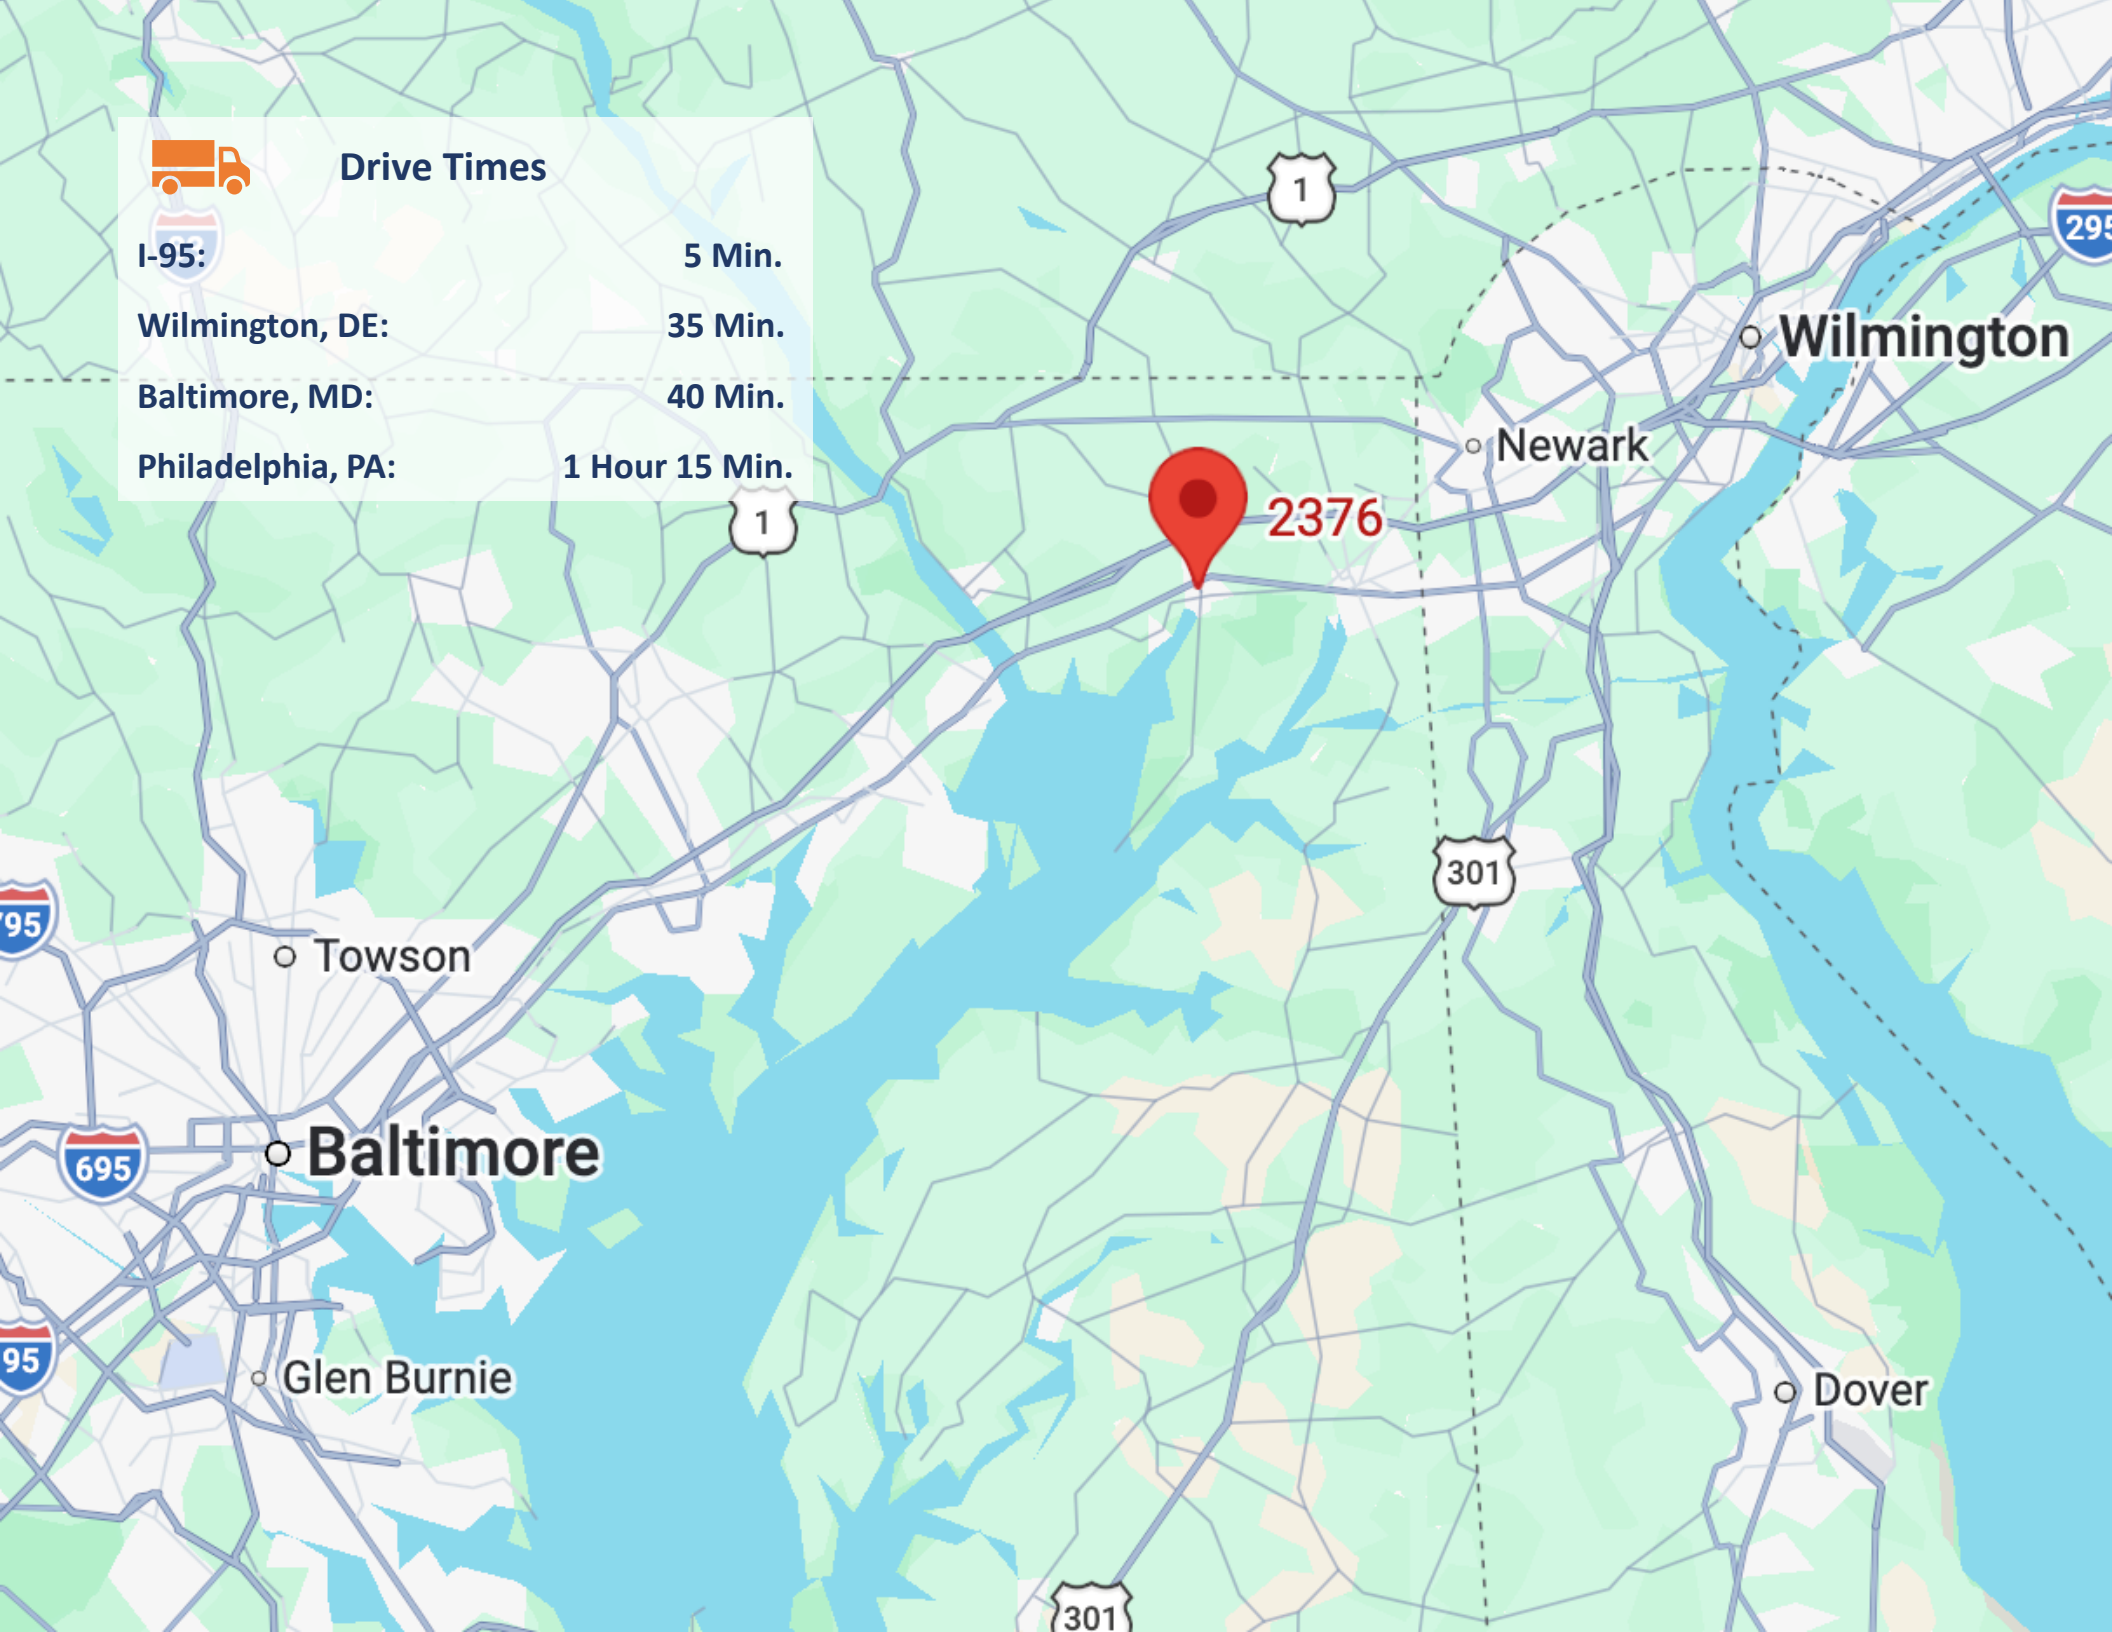 Drive Times
I-95: 5 Min.
Wilmington, DE: 35 Min.
Baltimore, MD: 40 Min.
Philadelphia, PA: 1 Hour 15 Min.
1
295
Wilmington
Newark
1
2376
301
795
Towson
695
Baltimore
95
Glen Burnie
Dover
301